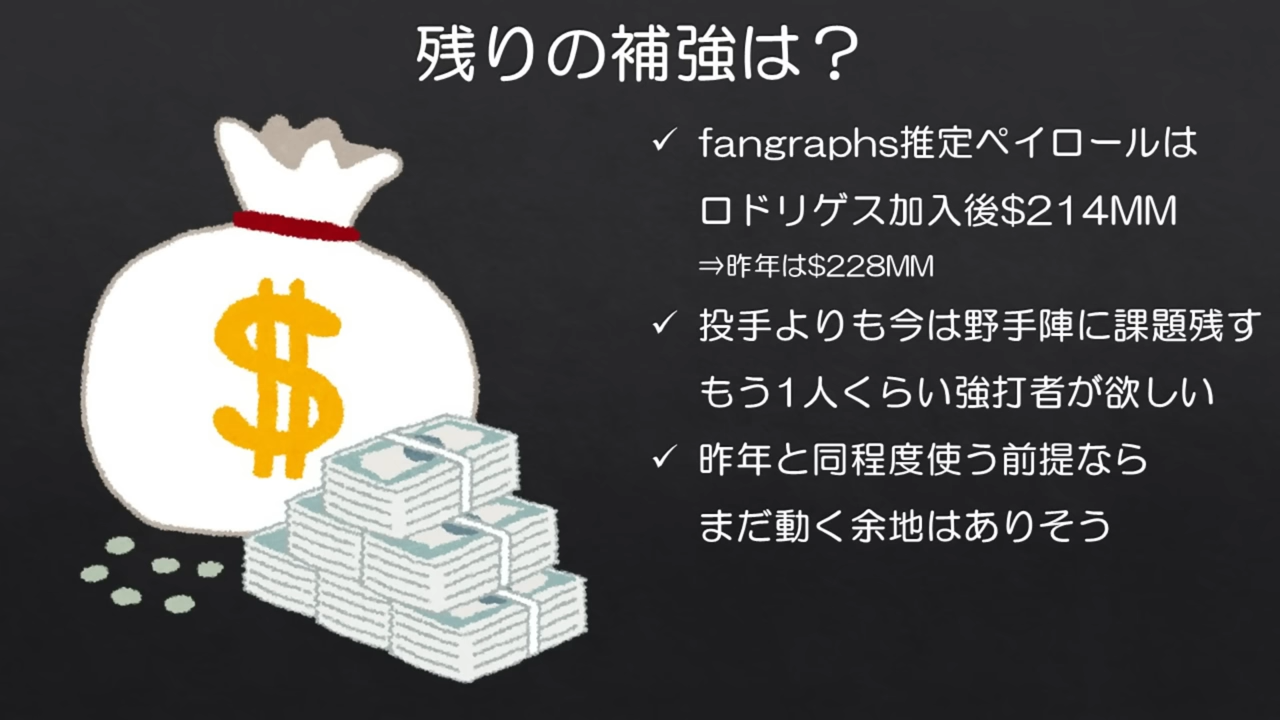 残りの補強は？
✓ fangraphs推定ペイロールは
ロドリゲス加入後$214MM
⇒昨年は$228MM
✓ 投手よりも今は野手陣に課題残す
もう1人くらい強打者が欲しい
✓ 昨年と同程度使う前提なら
まだ動く余地はありそう
$